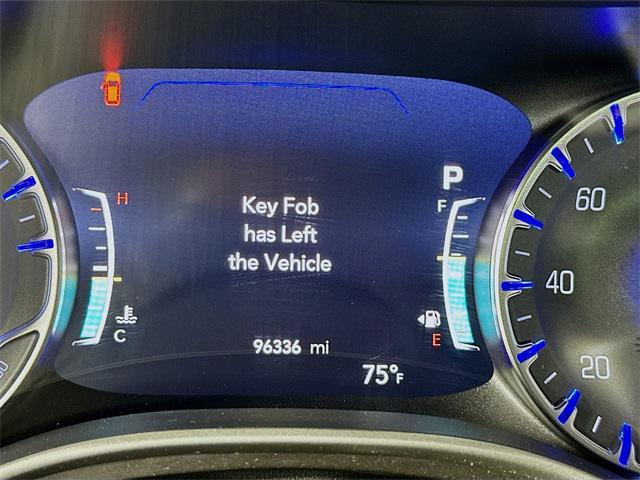 P
H
F
Key Fob
has Left
the Vehicle
C
E
96336 mi
75°F
60
40
20